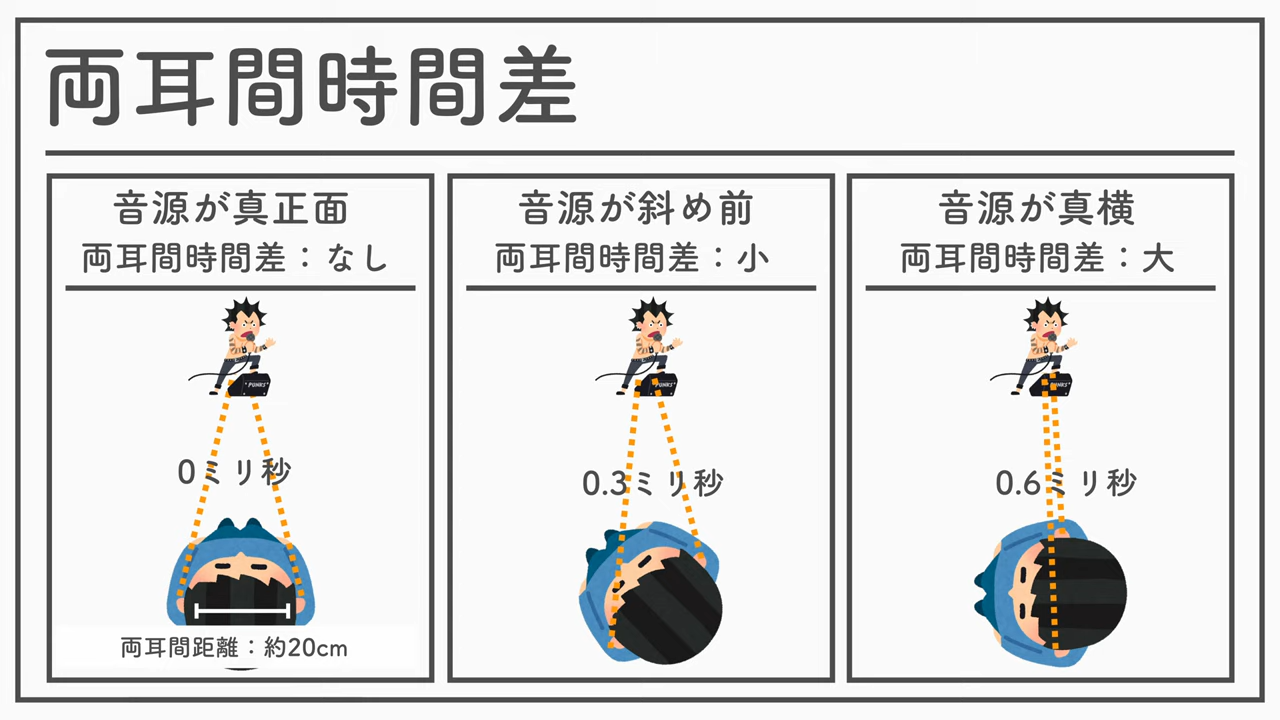 両耳間時間差
音源が真正面
両耳間時間差：なし
PUNKS
0ミリ秒
両耳間距離：約20cm
音源が斜め前
両耳間時間差：小
PUNKS
0.3ミリ秒
音源が真横
両耳間時間差：大
PUNKS
0.6ミリ秒